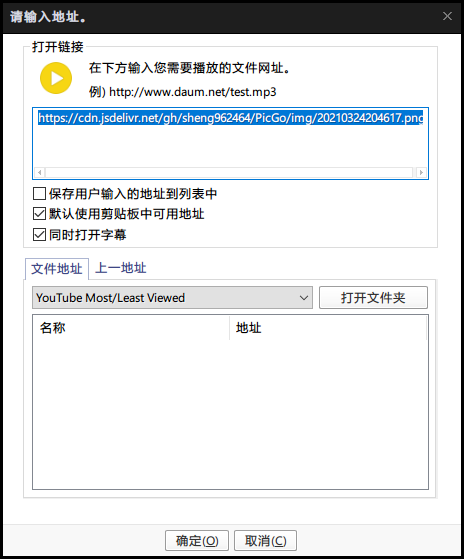 请输入地址。
打开链接
在下方输入您需要播放的文件网址。
例) http://www.daum.net/test.mp3
https://cdn.jsdelivr.net/gh/sheng962464/PicGo/img/20210324204617.png
保存用户输入的地址到列表中
默认使用剪贴板中可用地址
同时打开字幕
文件地址 上一地址
YouTube Most/Least Viewed 打开文件夹
名称 地址
确定(O) 取消(C)